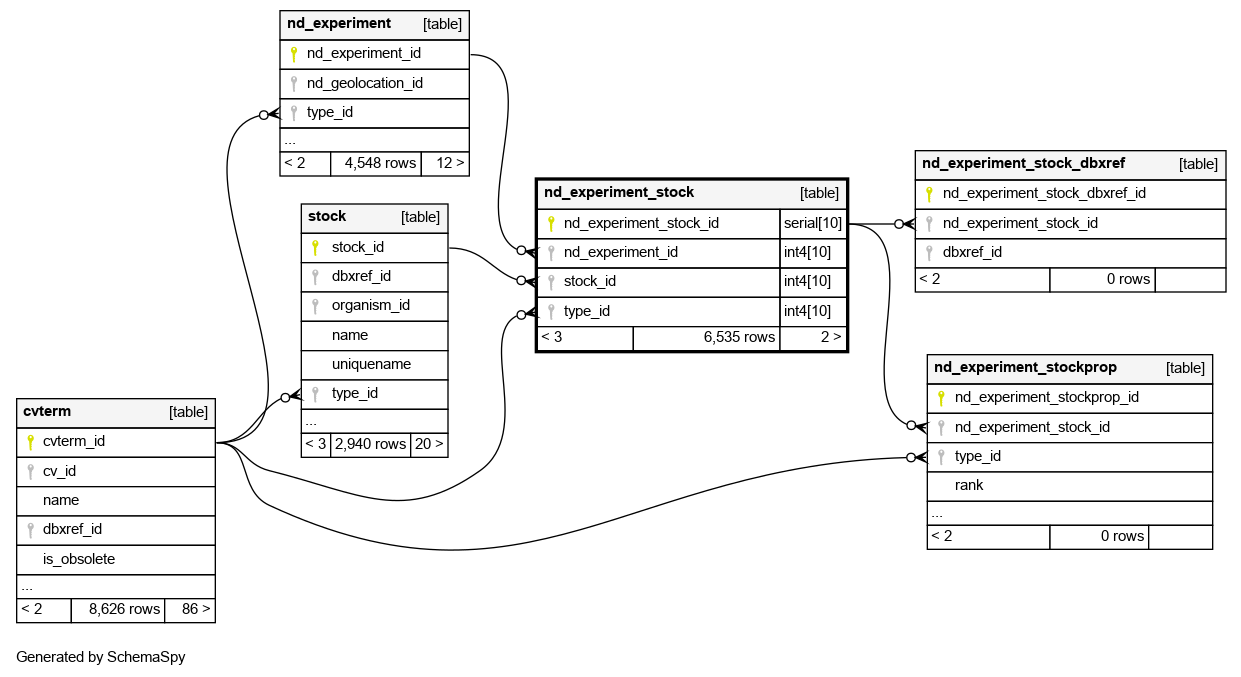 nd_experiment [table]
nd_experiment_id
nd_geolocation_id
type_id
...
< 2 4,548 rows 12 >
stock [table]
stock_id
dbxref_id
organism_id
name
uniquename
type_id
...
< 3 2,940 rows 20 >
cvterm [table]
cvterm_id
cv_id
name
dbxref_id
is_obsolete
...
< 2 8,626 rows 86 >
nd_experiment_stock [table]
nd_experiment_stock_id serial[10]
nd_experiment_id int4[10]
stock_id int4[10]
type_id int4[10]
< 3 6,535 rows 2 >
nd_experiment_stock_dbxref [table]
nd_experiment_stock_dbxref_id
nd_experiment_stock_id
dbxref_id
< 2 0 rows
nd_experiment_stockprop [table]
nd_experiment_stockprop_id
nd_experiment_stock_id
type_id
rank
...
< 2 0 rows
Generated by SchemaSpy